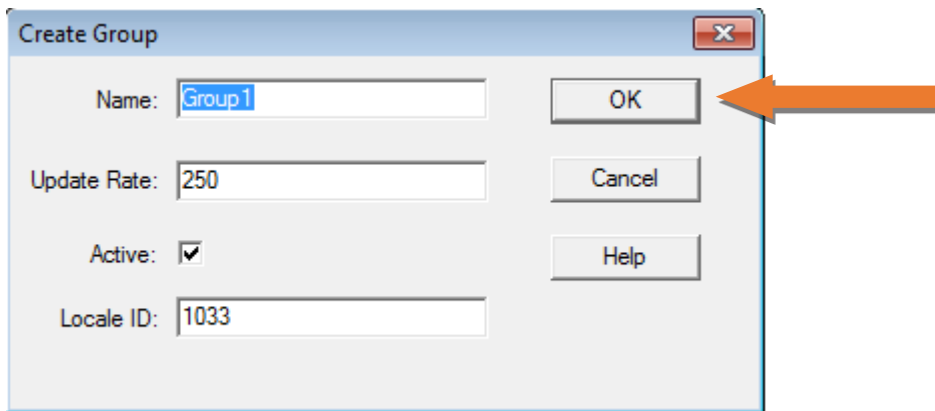 Create Group
Name: Group1 OK
Update Rate: 250 Cancel
Active: Help
Locale ID: 1033